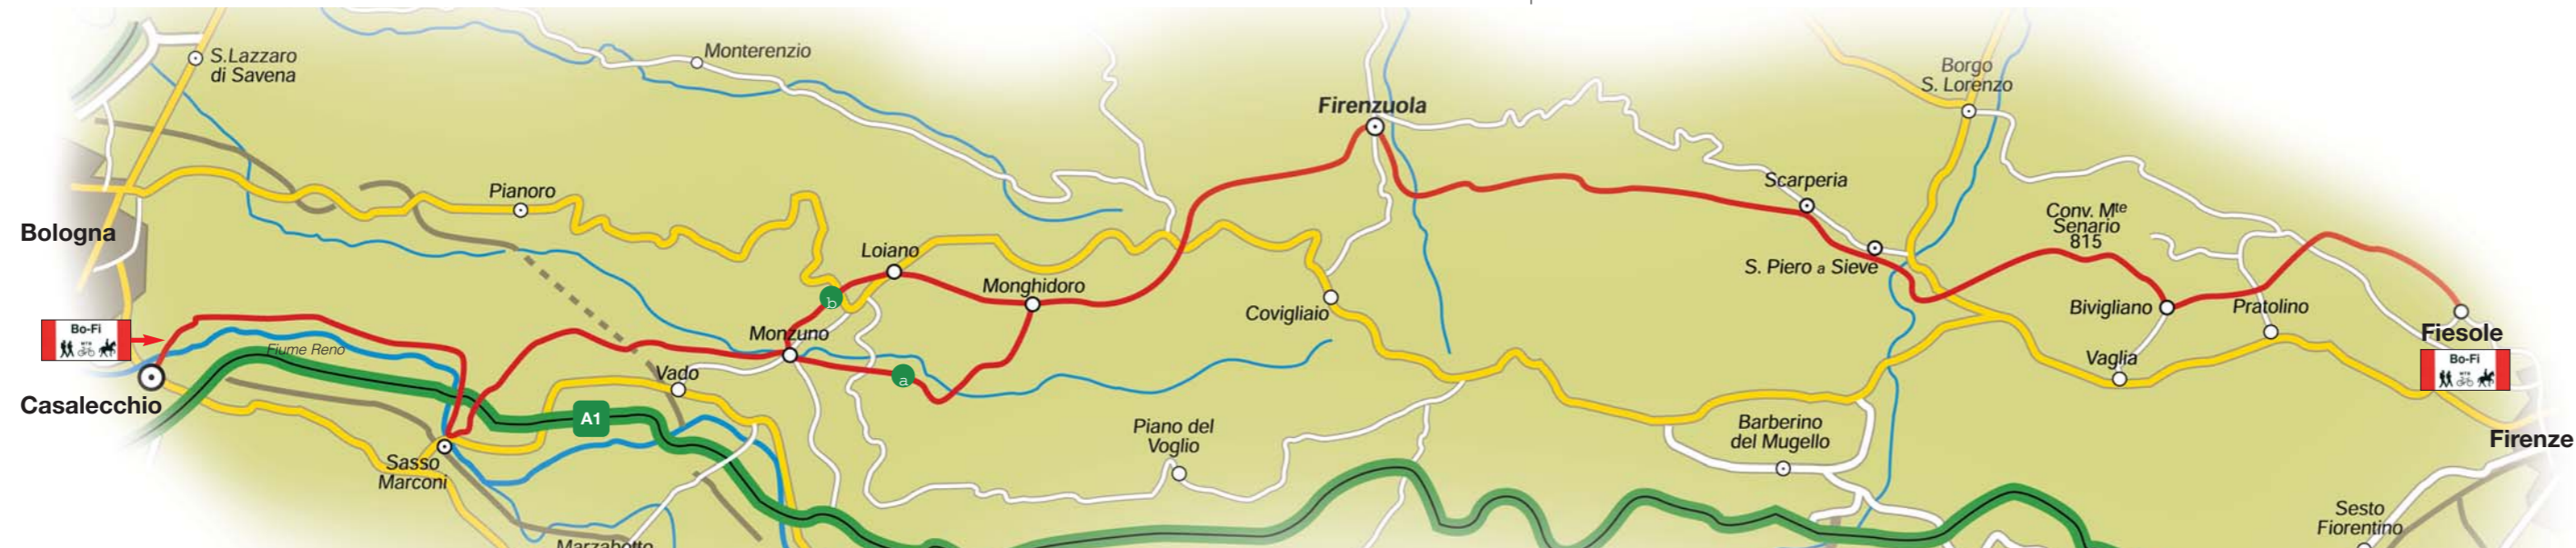 S.Lazzaro
di Savena
Monterenzio
Firenzuola
Borgo
S. Lorenzo
Pianoro
Scarperia
Bologna
Conv. Mte
Senario
815
Loiano
S. Piero a Sieve
Monghidoro
b
Covigliaio
Bivigliano
Pratolino
Bo-Fi
Fiume Reno
Monzuno
Fiesole
Vado
a
Vaglia
Bo-Fi
Casalecchio
A1
Piano del
Voglio
Barberino
del Mugello
Firenze
Sasso
Marconi
Sesto
Fiorentino
Marzabotto